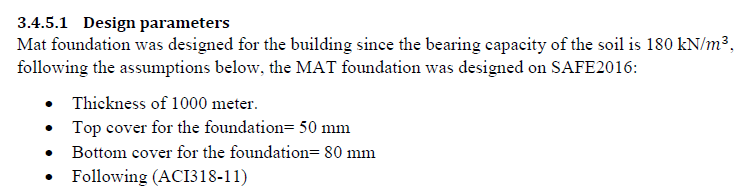 3.4.5.1 Design parameters
Mat foundation was designed for the building since the bearing capacity of the soil is 180 kN/m³,
following the assumptions below, the MAT foundation was designed on SAFE2016:
• Thickness of 1000 meter.
• Top cover for the foundation= 50 mm
• Bottom cover for the foundation= 80 mm
• Following (ACI318-11)